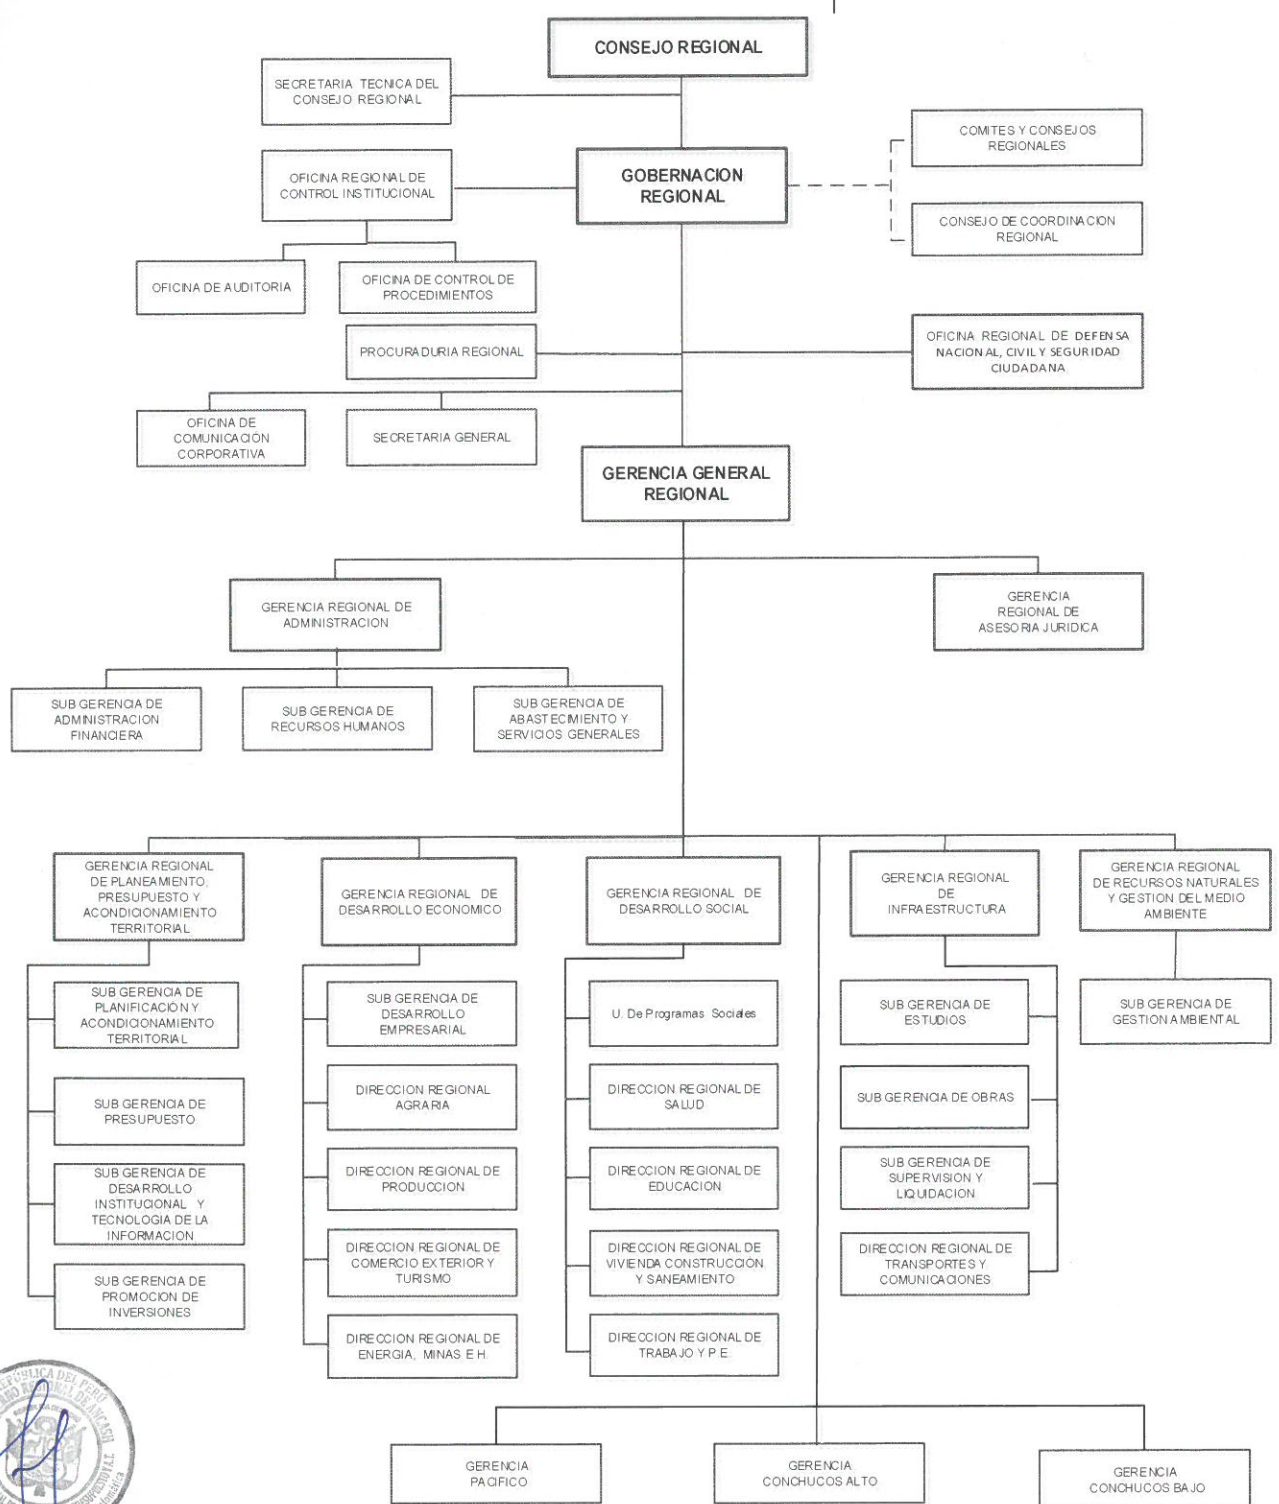 CONSEJO REGIONAL
SECRETARIA TECNICA DEL
CONSEJO REGIONAL
COMITES Y CONSEJOS
REGIONALES
OFICINA REGIONAL DE
CONTROL INSTITUCIONAL
GOBERNACION
REGIONAL
CONSEJO DE COORDINACION
REGIONAL
OFICINA DE AUDITORIA
OFICINA DE CONTROL DE
PROCEDIMIENTOS
PROCURADURIA REGIONAL
OFICINA REGIONAL DE DEFENSA
NACIONAL, CIVIL Y SEGURIDAD
CIUDADANA
OFICINA DE
COMUNICACIÓN
CORPORATIVA
SECRETARIA GENERAL
GERENCIA GENERAL
REGIONAL
GERENCIA REGIONAL DE
ADMINISTRACION
GERENCIA
REGIONAL DE
ASESORIA JURIDICA
SUB GERENCIA DE
ADMINISTRACION
FINANCIERA
SUB GERENCIA DE
RECURSOS HUMANOS
SUB GERENCIA DE
ABASTECIMIENTO Y
SERVICIOS GENERALES
GERENCIA REGIONAL
DE PLANEAMIENTO,
PRESUPUESTO Y
ACONDICIONAMIENTO
TERRITORIAL
GERENCIA REGIONAL DE
DESARROLLO ECONOMICO
GERENCIA REGIONAL DE
DESARROLLO SOCIAL
GERENCIA REGIONAL
DE
INFRAESTRUCTURA
GERENCIA REGIONAL
DE RECURSOS NATURALES
Y GESTION DEL MEDIO
AMBIENTE
SUB GERENCIA DE
PLANIFICACIÓN Y
ACONDICIONAMIENTO
TERRITORIAL
SUB GERENCIA DE
DESARROLLO
EMPRESARIAL
U. De Programas Sociales
SUB GERENCIA DE
ESTUDIOS
SUB GERENCIA DE
GESTION AMBIENTAL
SUB GERENCIA DE
PRESUPUESTO
DIRECCION REGIONAL
AGRARIA
DIRECCION REGIONAL DE
SALUD
SUB GERENCIA DE OBRAS
SUB GERENCIA DE
DESARROLLO
INSTITUCIONAL Y
TECNOLOGIA DE LA
INFORMACION
DIRECCION REGIONAL DE
PRODUCCION
DIRECCION REGIONAL DE
EDUCACION
SUB GERENCIA DE
SUPERVISION Y
LIQUIDACION
SUB GERENCIA DE
PROMOCION DE
INVERSIONES
DIRECCION REGIONAL DE
COMERCIO EXTERIOR Y
TURISMO
DIRECCION REGIONAL DE
VIVIENDA CONSTRUCCION
Y SANEAMIENTO
DIRECCION REGIONAL DE
TRANSPORTES Y
COMUNICACIONES
DIRECCION REGIONAL DE
ENERGIA, MINAS E H.
DIRECCION REGIONAL DE
TRABAJO Y P.E.
REPÚBLICA DEL PERÚ
REGIONAL DE ANCASH
GERENCIA
PACIFICO
GERENCIA
CONCHUCOS ALTO
GERENCIA
CONCHUCOS BAJO